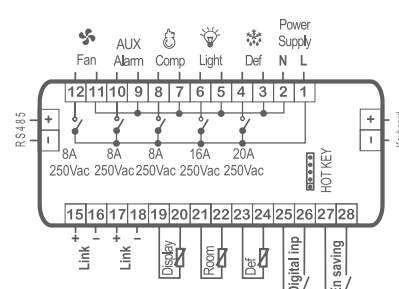 Power
AUX Supply
Fan Alarm Comp Light Def N L
12 11 10 9 8 7 6 5 4 3 2 1
RS485
+
-
+
-
8A 8A 8A 16A 20A
250Vac 250Vac 250Vac 250Vac 250Vac
HOT KEY
15 16 17 18 19 20 21 22 23 24 25 26 27 28
+ - + -
Link
Link
Display
Room
Def
Digital inp
En saving